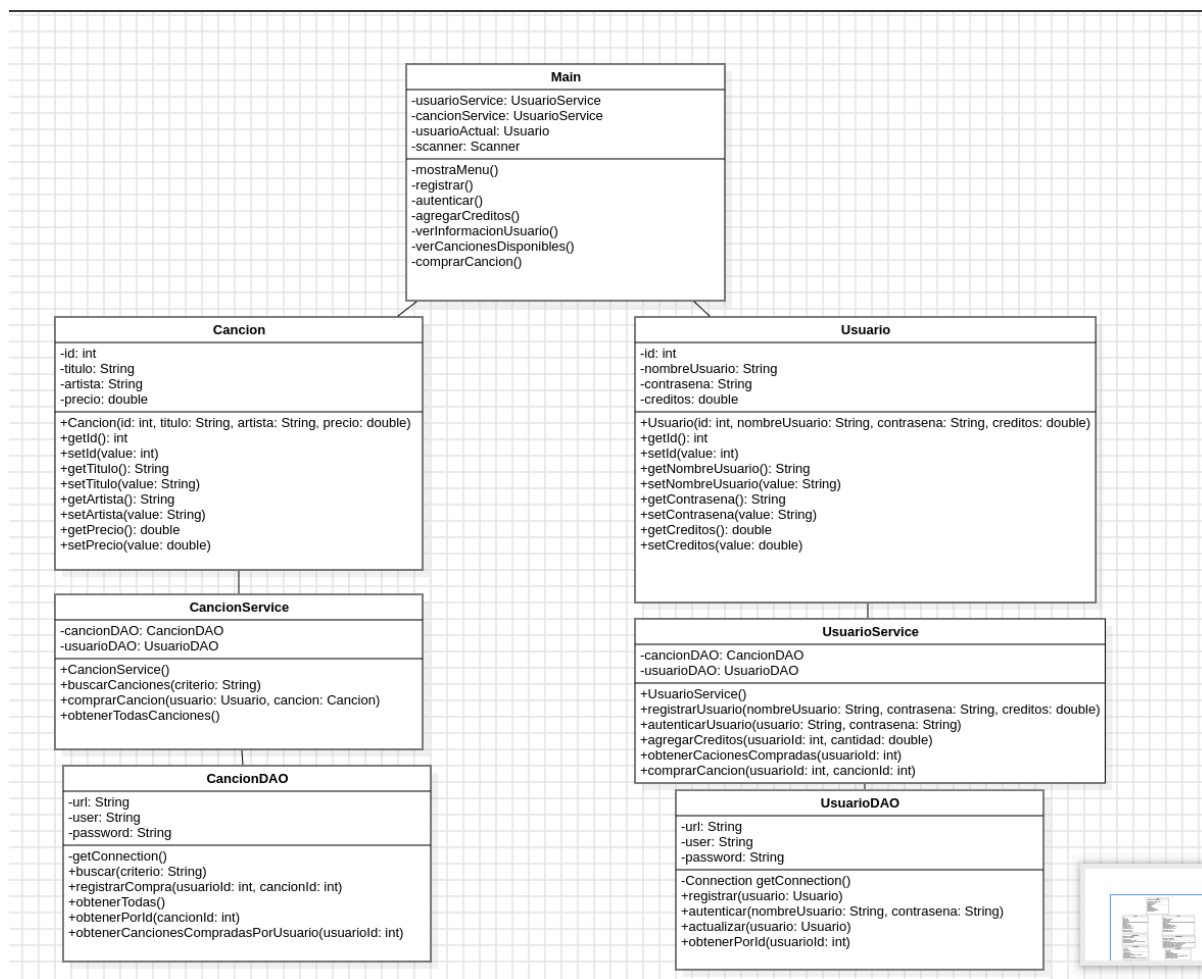 Main
-usuarioService: UsuarioService
-cancionService: UsuarioService
-usuarioActual: Usuario
-scanner: Scanner
-mostraMenu()
-registrar()
-autenticar()
-agregarCreditos()
-verInformacionUsuario()
-verCancionesDisponibles()
-comprarCancion()
Cancion
-id: int
-titulo: String
-artista: String
-precio: double
+Cancion(id: int, titulo: String, artista: String, precio: double)
+getId(): int
+setId(value: int)
+getTitulo(): String
+setTitulo(value: String)
+getArtista(): String
+setArtista(value: String)
+getPrecio(): double
+setPrecio(value: double)
Usuario
-id: int
-nombreUsuario: String
-contrasena: String
-creditos: double
+Usuario(id: int, nombreUsuario: String, contrasena: String, creditos: double)
+getId(): int
+setId(value: int)
+getNombreUsuario(): String
+setNombreUsuario(value: String)
+getContrasena(): String
+setContrasena(value: String)
+getCreditos(): double
+setCreditos(value: double)
CancionService
-cancionDAO: CancionDAO
-usuarioDAO: UsuarioDAO
+CancionService()
+buscarCanciones(criterio: String)
+comprarCancion(usuario: Usuario, cancion: Cancion)
+obtenerTodasCanciones()
UsuarioService
-cancionDAO: CancionDAO
-usuarioDAO: UsuarioDAO
+UsuarioService()
+registrarUsuario(nombreUsuario: String, contrasena: String, creditos: double)
+autenticarUsuario(usuario: String, contrasena: String)
+agregarCreditos(usuarioId: int, cantidad: double)
+obtenerCacionesCompradas(usuarioId: int)
+comprarCancion(usuarioId: int, cancionId: int)
CancionDAO
-url: String
-user: String
-password: String
-getConnection()
+buscar(criterio: String)
+registrarCompra(usuarioId: int, cancionId: int)
+obtenerTodas()
+obtenerPorId(cancionId: int)
+obtenerCancionesCompradasPorUsuario(usuarioId: int)
UsuarioDAO
-url: String
-user: String
-password: String
-Connection getConnection()
+registrar(usuario: Usuario)
+autenticar(nombreUsuario: String, contrasena: String)
+actualizar(usuario: Usuario)
+obtenerPorId(usuarioId: int)